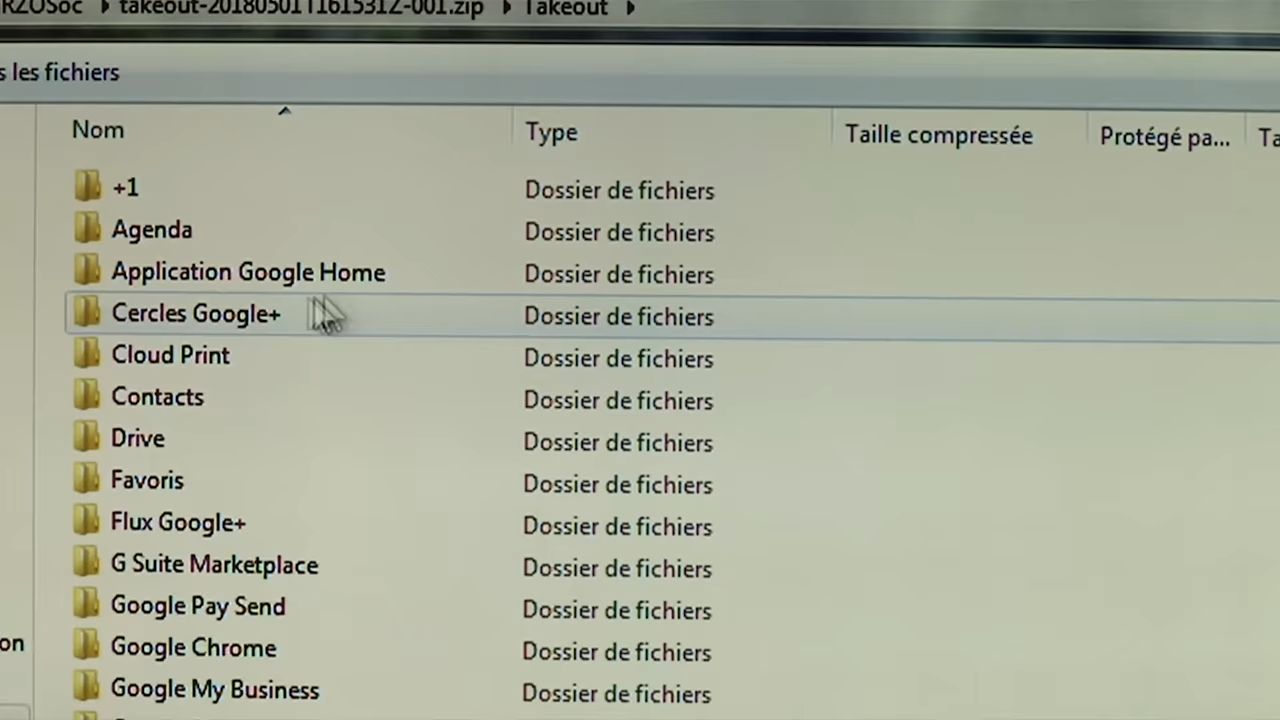 RZOSoc takeout-20180501T161531Z-001.zip Takeout
s les fichiers
Nom Type Taille compressée Protégé pa... Ta
+1 Dossier de fichiers
Agenda Dossier de fichiers
Application Google Home Dossier de fichiers
Cercles Google+ Dossier de fichiers
Cloud Print Dossier de fichiers
Contacts Dossier de fichiers
Drive Dossier de fichiers
Favoris Dossier de fichiers
Flux Google+ Dossier de fichiers
G Suite Marketplace Dossier de fichiers
Google Pay Send Dossier de fichiers
on Google Chrome Dossier de fichiers
Google My Business Dossier de fichiers